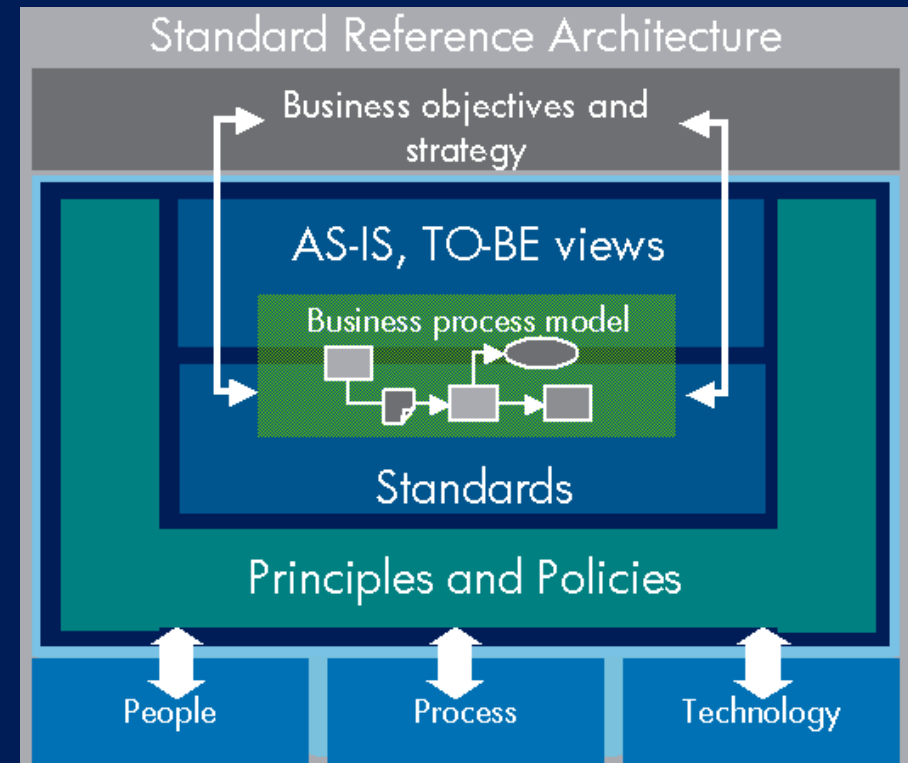 Standard Reference Architecture
Business objectives and
strategy
AS-IS, TO-BE views
Business process model
Standards
Principles and Policies
People
Process
Technology